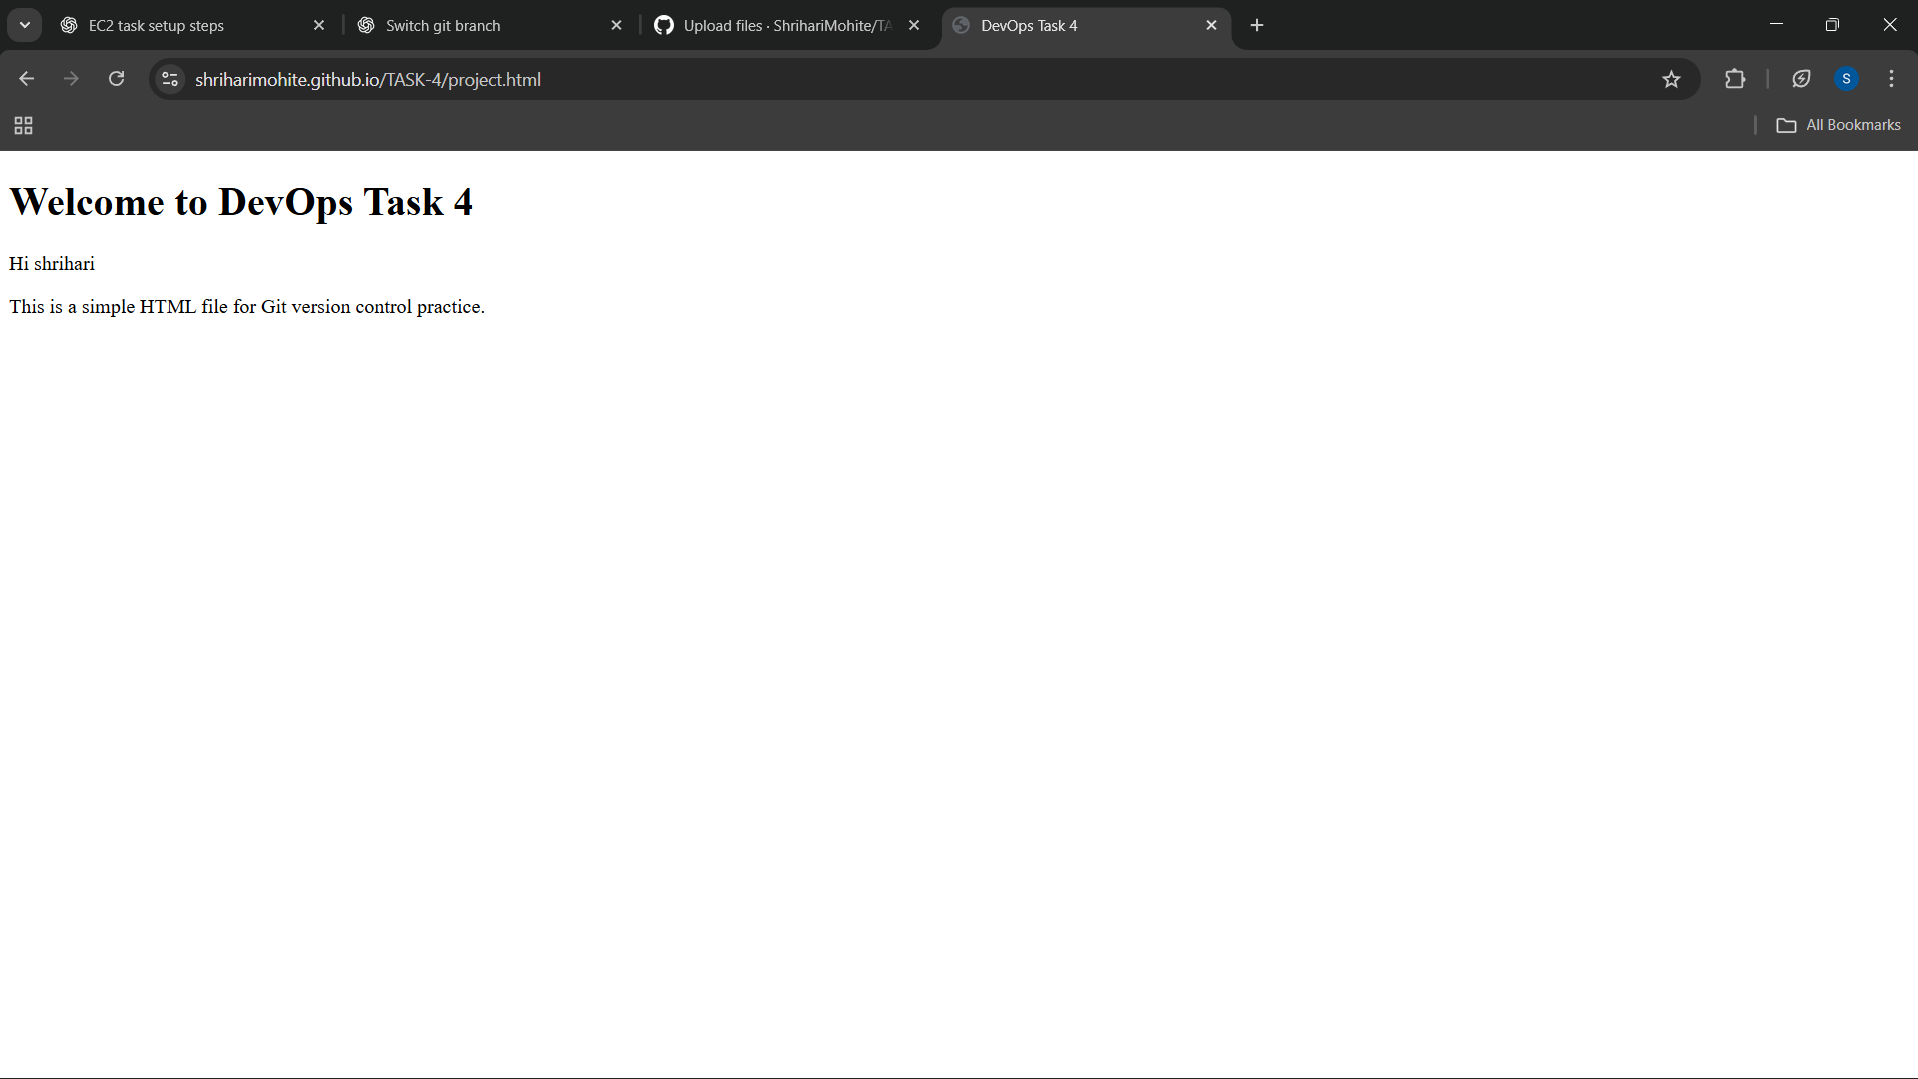 EC2 task setup steps
Switch git branch
Upload files · ShrihariMohite/TA
DevOps Task 4
shriharimohite.github.io/TASK-4/project.html
S
All Bookmarks
Welcome to DevOps Task 4
Hi shrihari
This is a simple HTML file for Git version control practice.